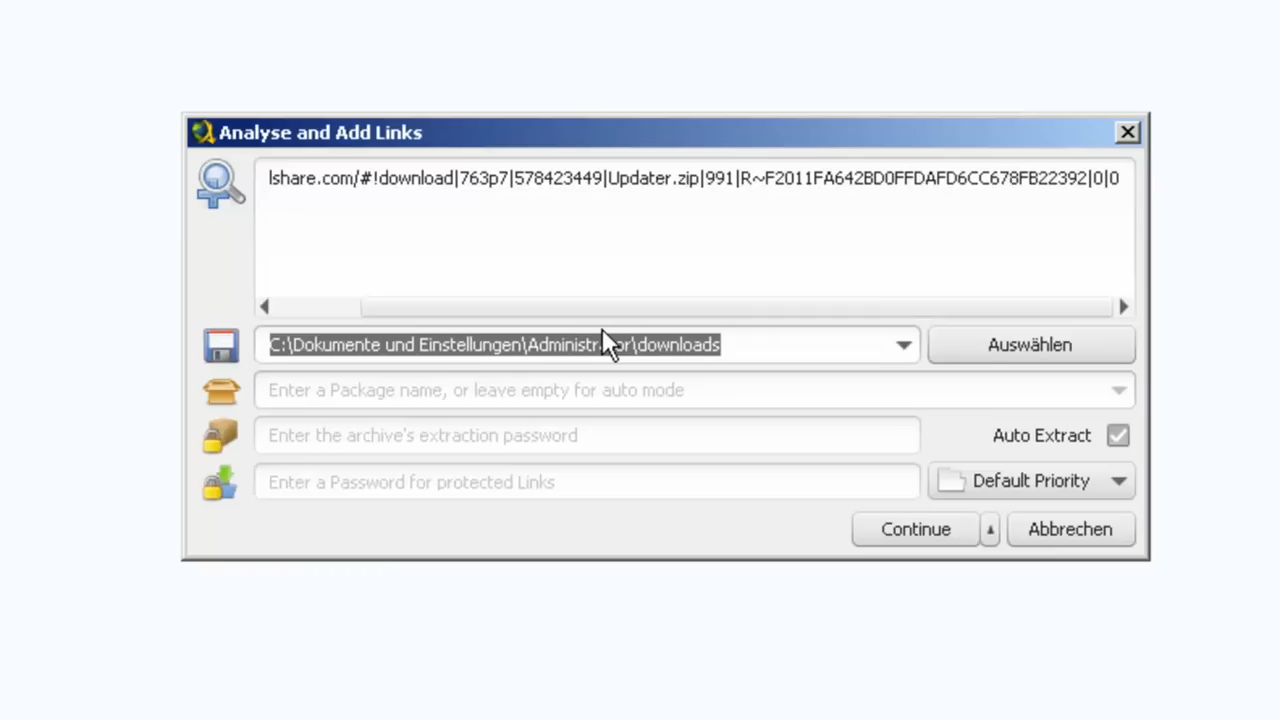 Analyse and Add Links
lshare.com/#!download|763p7|578423449|Updater.zip|991|R~F2011FA642BD0FFDAFD6CC678FB22392|0|0
C:\Dokumente und Einstellungen\Administrator\downloads
Auswählen
Enter a Package name, or leave empty for auto mode
Enter the archive's extraction password
Auto Extract
Enter a Password for protected Links
Default Priority
Continue
Abbrechen